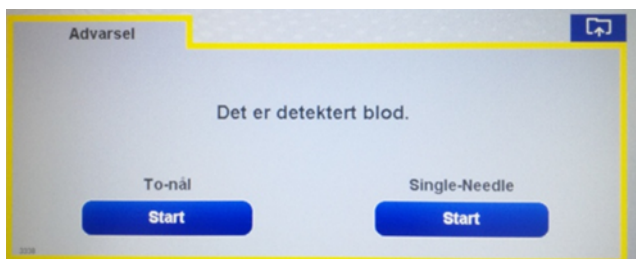 Advarsel
Det er detektert blod.
To-nål
Single-Needle
Start
Start